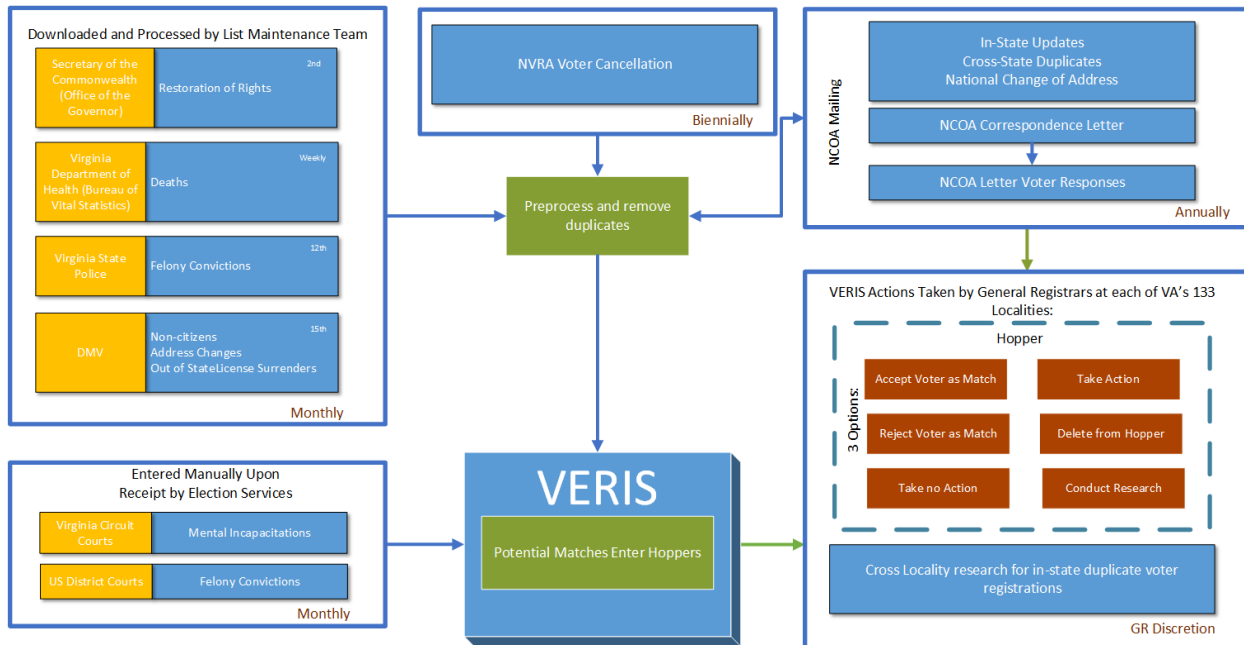 Downloaded and Processed by List Maintenance Team
Secretary of the
Commonwealth
(Office of the
Governor)
2nd
Restoration of Rights
Virginia
Department of
Health (Bureau of
Vital Statistics)
Weekly
Deaths
Virginia State
Police
12th
Felony Convictions
DMV
15th
Non-citizens
Address Changes
Out of StateLicense Surrenders
Monthly
Entered Manually Upon
Receipt by Election Services
Virginia Circuit
Courts
Mental Incapacitations
US District Courts
Felony Convictions
Monthly
NVRA Voter Cancellation
Biennially
Preprocess and remove
duplicates
VERIS
Potential Matches Enter Hoppers
NCOA Mailing
In-State Updates
Cross-State Duplicates
National Change of Address
NCOA Correspondence Letter
NCOA Letter Voter Responses
Annually
VERIS Actions Taken by General Registrars at each of VA's 133
Localities:
Hopper
3 Options:
Accept Voter as Match
Take Action
Reject Voter as Match
Delete from Hopper
Take no Action
Conduct Research
Cross Locality research for in-state duplicate voter
registrations
GR Discretion